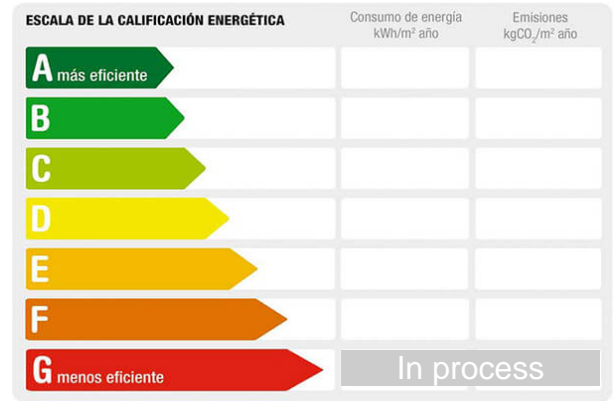 ESCALA DE LA CALIFICACIÓN ENERGÉTICA
Consumo de energía
kWh/m² año
Emisiones
kgCO₂/m² año
A más eficiente
B
C
D
E
F
G menos eficiente
In process